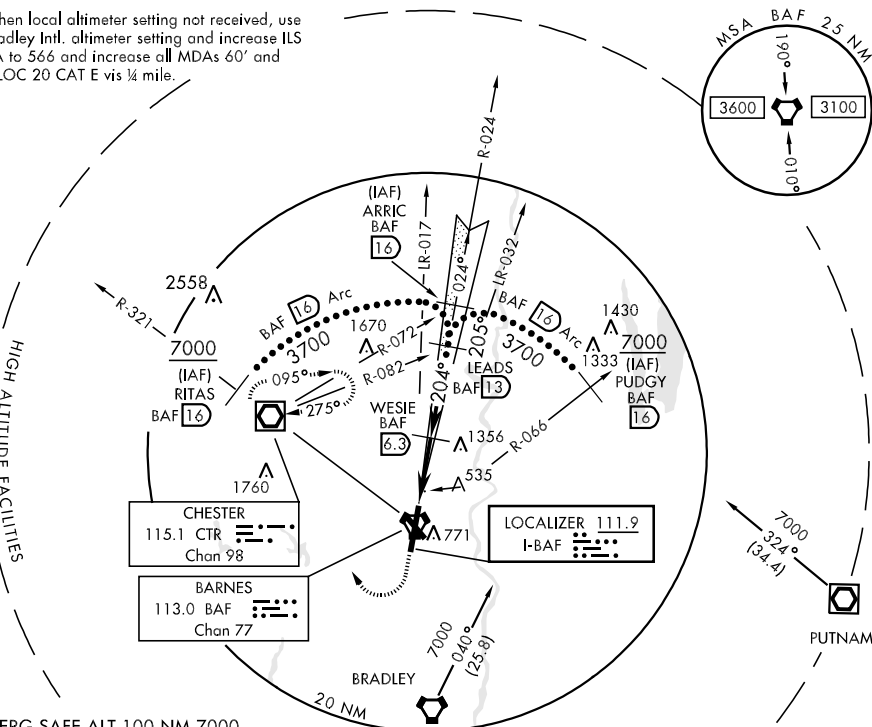 hen local altimeter setting not received, use
adley Intl. altimeter setting and increase ILS
A to 566 and increase all MDAs 60' and
LOC 20 CAT E vis ¼ mile.
MSA BAF 25 NM
190°
3600
3100
010°
R-024
(IAF)
ARRIC
BAF
16
LR-017
024°
LR-032
2558
R-321
BAF 16 Arc
3700
1670
R-072
R-082
BAF 16 Arc
3700
205°
1430
1333
7000
(IAF)
PUDGY
BAF
16
7000
(IAF)
RITAS
BAF 16
095°
275°
LEADS
BAF 13
204°
WESIE
BAF
6.3
1356
R-066
535
HIGH ALTITUDE FACILITIES
1760
CHESTER
115.1 CTR
Chan 98
771
LOCALIZER 111.9
I-BAF
BARNES
113.0 BAF
Chan 77
7000
324°
(34.4)
PUTNAM
7000
040°
(25.8)
BRADLEY
20 NM
ERG SAFE ALT 100 NM 7000